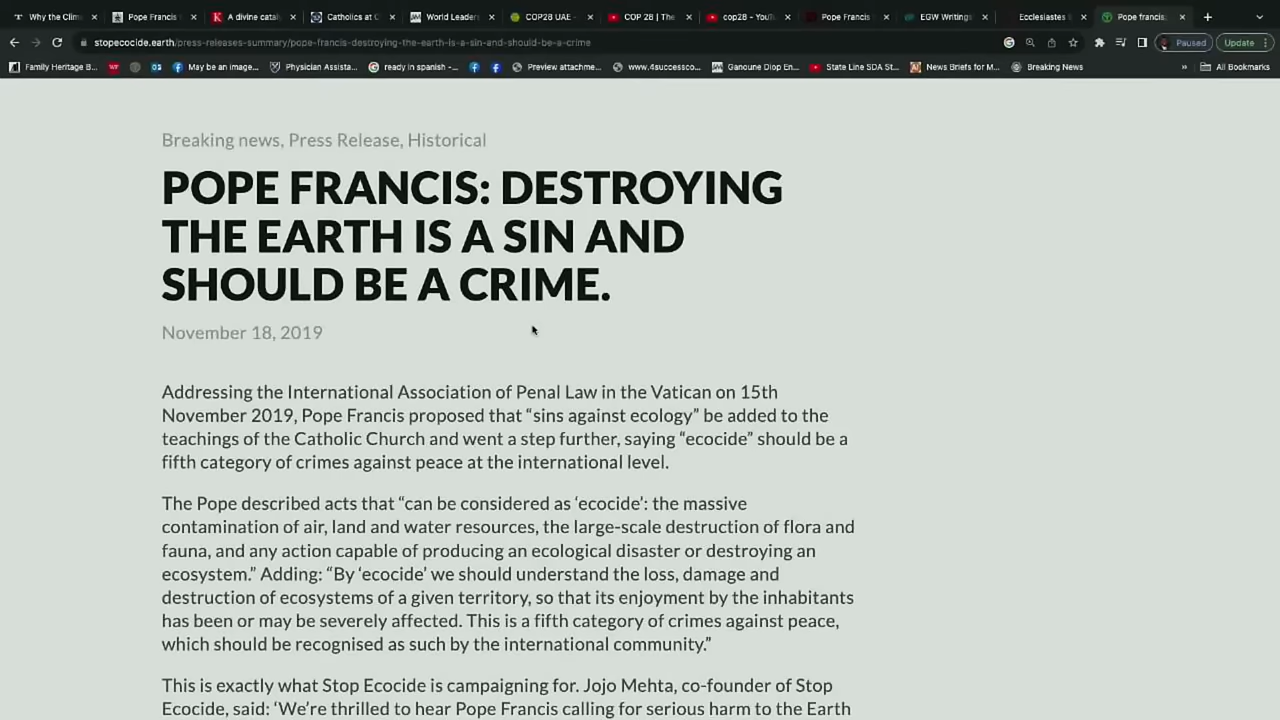 Why the Clim
Pope Francis
A divine catal
Catholics at C
World Leaders
COP28 UAE -
COP 28 | The
cop28 - YouTu
Pope Francis
EGW Writings
Ecclesiastes
Pope francis:
stopecocide.earth/press-releases-summary/pope-francis-destroying-the-earth-is-a-sin-and-should-be-a-crime
Paused
Update
Family Heritage B...
May be an image...
Physician Assista...
ready in spanish -...
Preview attachme...
www.4successco...
Ganoune Diop En...
State Line SDA St...
News Briefs for M...
Breaking News
All Bookmarks
Breaking news, Press Release, Historical
POPE FRANCIS: DESTROYING
THE EARTH IS A SIN AND
SHOULD BE A CRIME.
November 18, 2019
Addressing the International Association of Penal Law in the Vatican on 15th
November 2019, Pope Francis proposed that “sins against ecology” be added to the
teachings of the Catholic Church and went a step further, saying “ecocide” should be a
fifth category of crimes against peace at the international level.
The Pope described acts that “can be considered as ‘ecocide’: the massive
contamination of air, land and water resources, the large-scale destruction of flora and
fauna, and any action capable of producing an ecological disaster or destroying an
ecosystem.” Adding: “By ‘ecocide’ we should understand the loss, damage and
destruction of ecosystems of a given territory, so that its enjoyment by the inhabitants
has been or may be severely affected. This is a fifth category of crimes against peace,
which should be recognised as such by the international community.”
This is exactly what Stop Ecocide is campaigning for. Jojo Mehta, co-founder of Stop
Ecocide, said: ‘We’re thrilled to hear Pope Francis calling for serious harm to the Earth